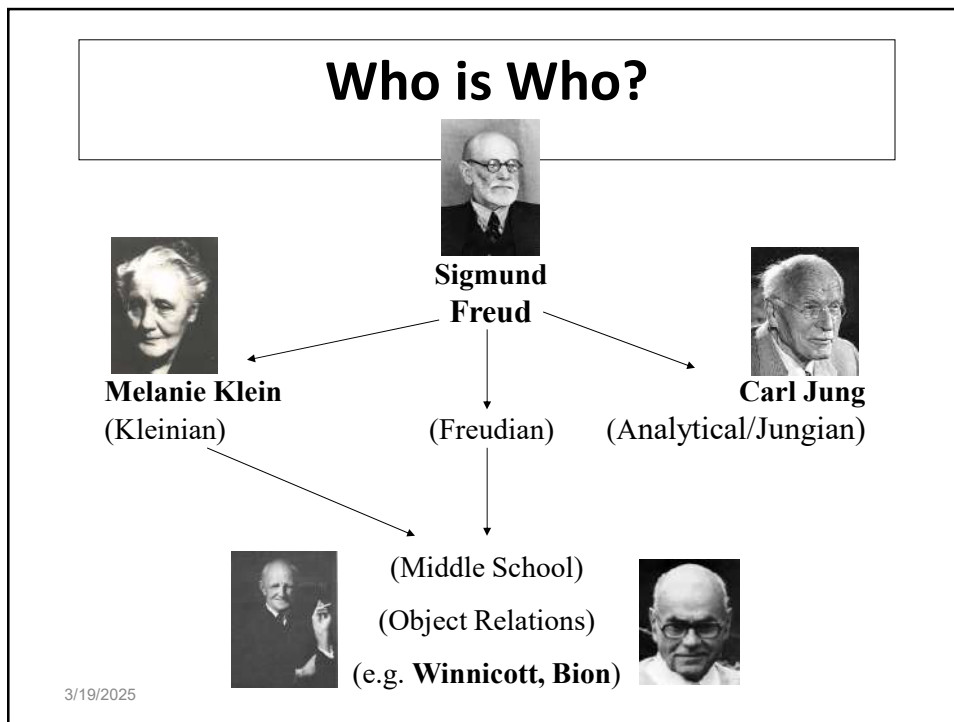 Who is Who?
Sigmund
Freud
Melanie Klein
(Kleinian)
(Freudian)
Carl Jung
(Analytical/Jungian)
(Middle School)
(Object Relations)
(e.g. Winnicott, Bion)
3/19/2025